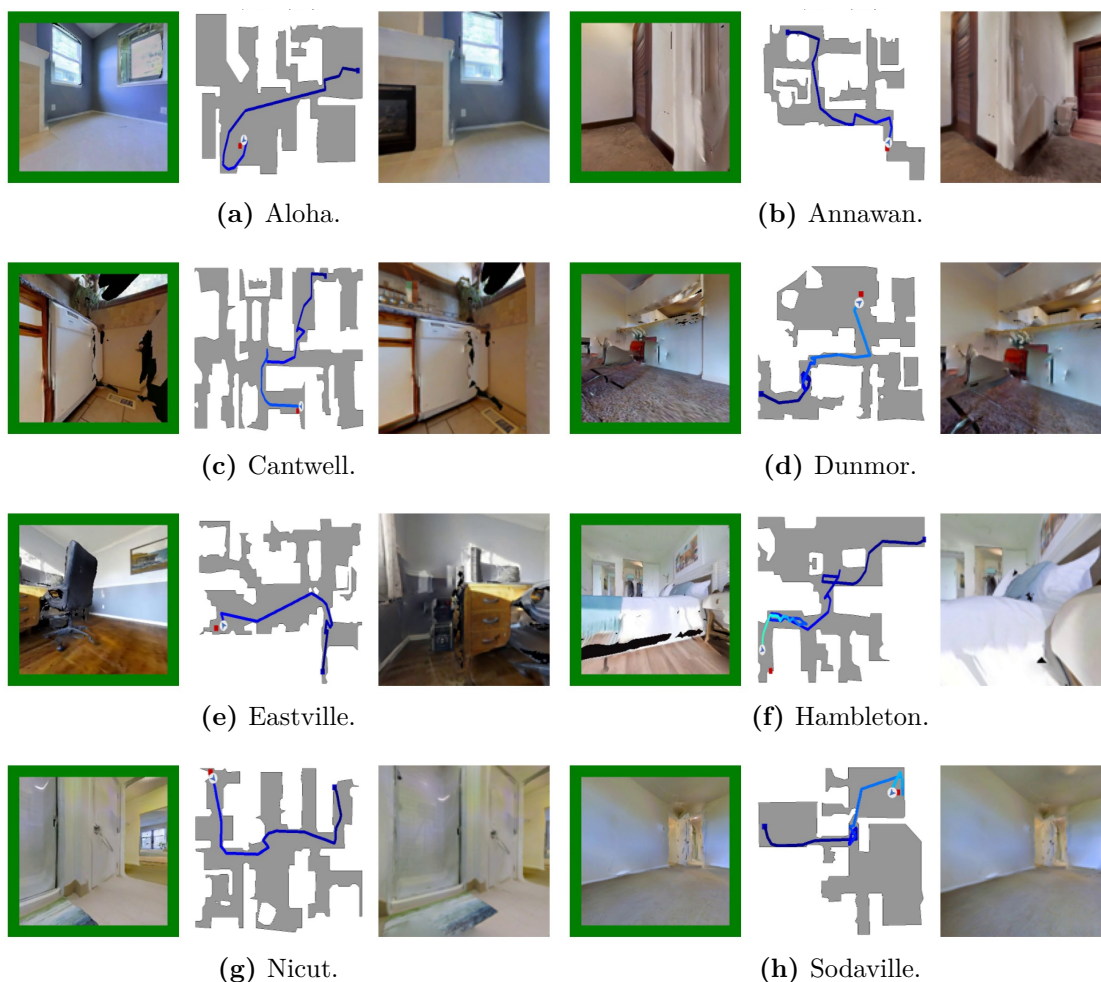 (a) Aloha.
(b) Annawan.
(c) Cantwell.
(d) Dunmor.
(e) Eastville.
(f) Hambleton.
(g) Nicut.
(h) Sodaville.